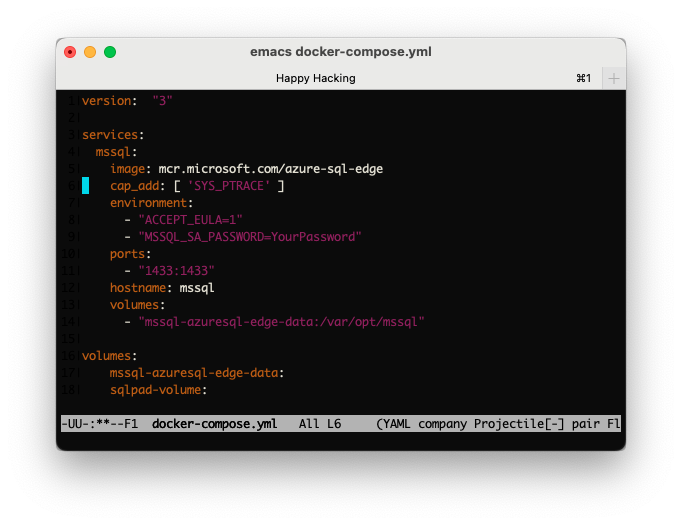 emacs docker-compose.yml
Happy Hacking ⌘1 +
1 version: "3"
2
3 services:
4 mssql:
5 image: mcr.microsoft.com/azure-sql-edge
6 cap_add: [ 'SYS_PTRACE' ]
7 environment:
8 - "ACCEPT_EULA=1"
9 - "MSSQL_SA_PASSWORD=YourPassword"
10 ports:
11 - "1433:1433"
12 hostname: mssql
13 volumes:
14 - "mssql-azuresql-edge-data:/var/opt/mssql"
15
16 volumes:
17 mssql-azuresql-edge-data:
18 sqlpad-volume:
-UU-:**--F1 docker-compose.yml All L6 (YAML company Projectile[-] pair Fl